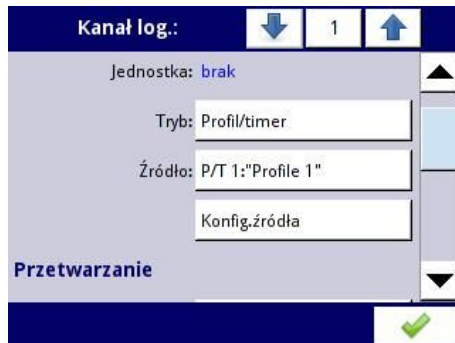 Kanał log.: 1
Jednostka: brak
Tryb: Profil/timer
Źródło: P/T 1:"Profile 1"
Konfig.źródła
Przetwarzanie